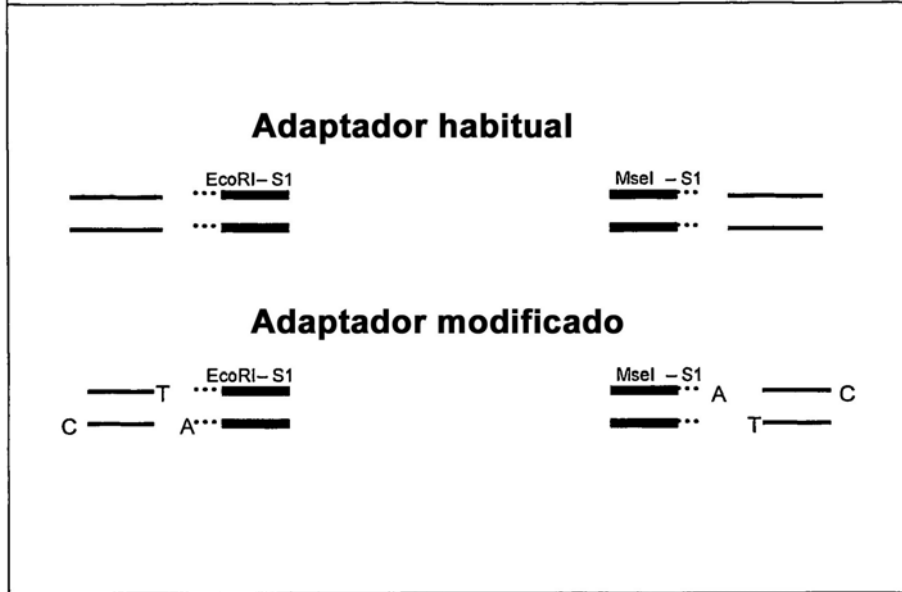 Adaptador habitual
EcoRI–S1 MseI –S1
Adaptador modificado
EcoRI–S1 MseI –S1
T A C
C A T